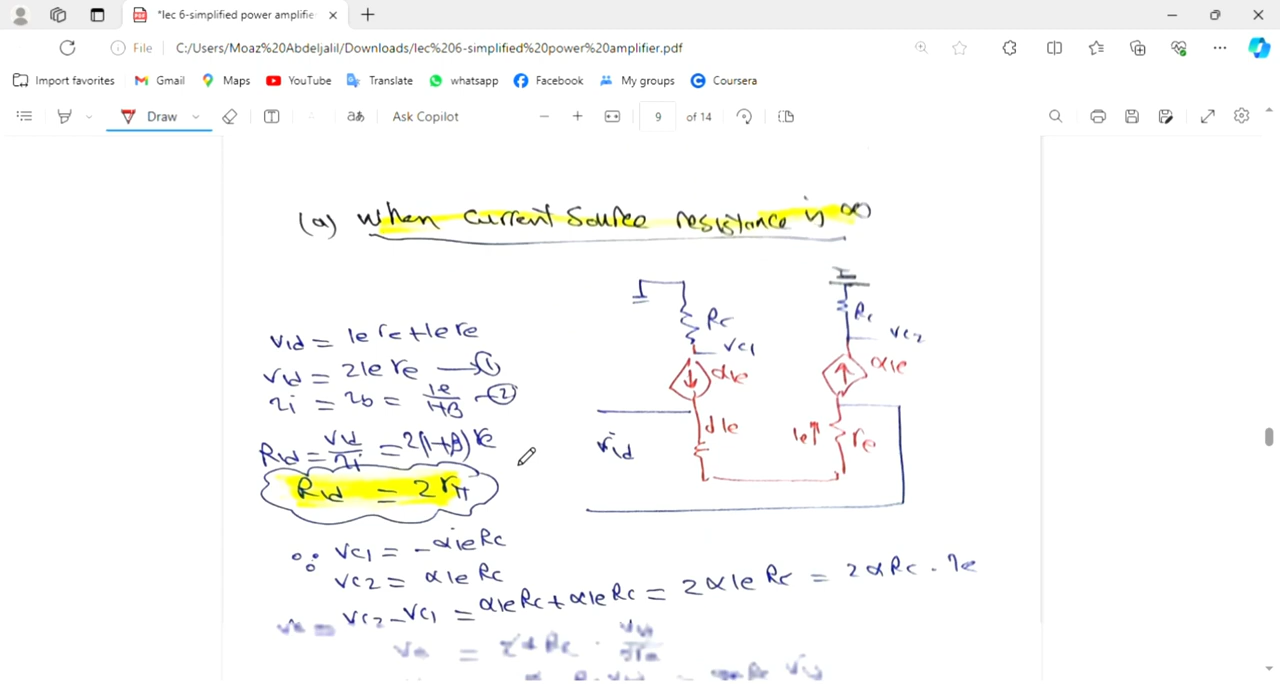 *lec 6-simplified power amplifie
File C:/Users/Moaz%20Abdeljalil/Downloads/lec%206-simplified%20power%20amplifier.pdf
Import favorites Gmail Maps YouTube Translate whatsapp Facebook My groups Coursera
Draw aあ Ask Copilot 9 of 14
(a) when current source resistance is ∞
Rc
Rc
vc2
vc1
αie
αie
vid = ie re + ie re
vid = 2ie re → ①
ii = ib = ie/1+β — ②
Rid = vid/ii = 2(1+β) re
Rid = 2rπ
vid
ie
ie↑
re
∴ vc1 = -αie Rc
vc2 = αie Rc
vc2 - vc1 = αie Rc + αie Rc = 2αie Rc = 2αRc . ie